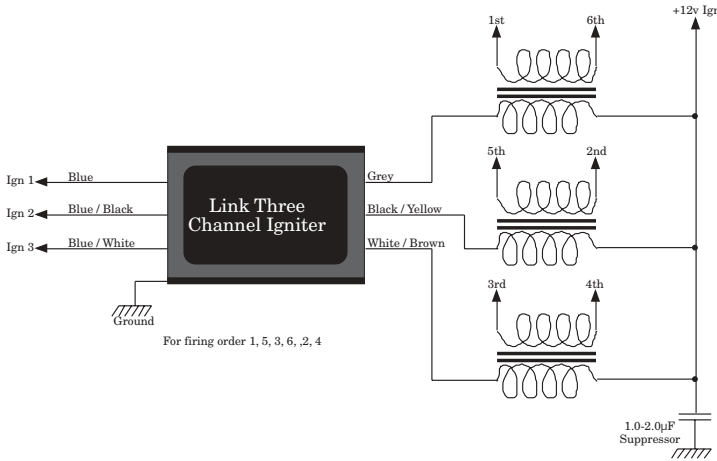 +12v Ign
1st
6th
Grey
Ign 1
Blue
5th
2nd
Link Three
Channel Igniter
Black / Yellow
Ign 2
Blue / Black
White / Brown
Ign 3
Blue / White
3rd
4th
Ground
For firing order 1, 5, 3, 6, ,2, 4
1.0-2.0µF
Suppressor